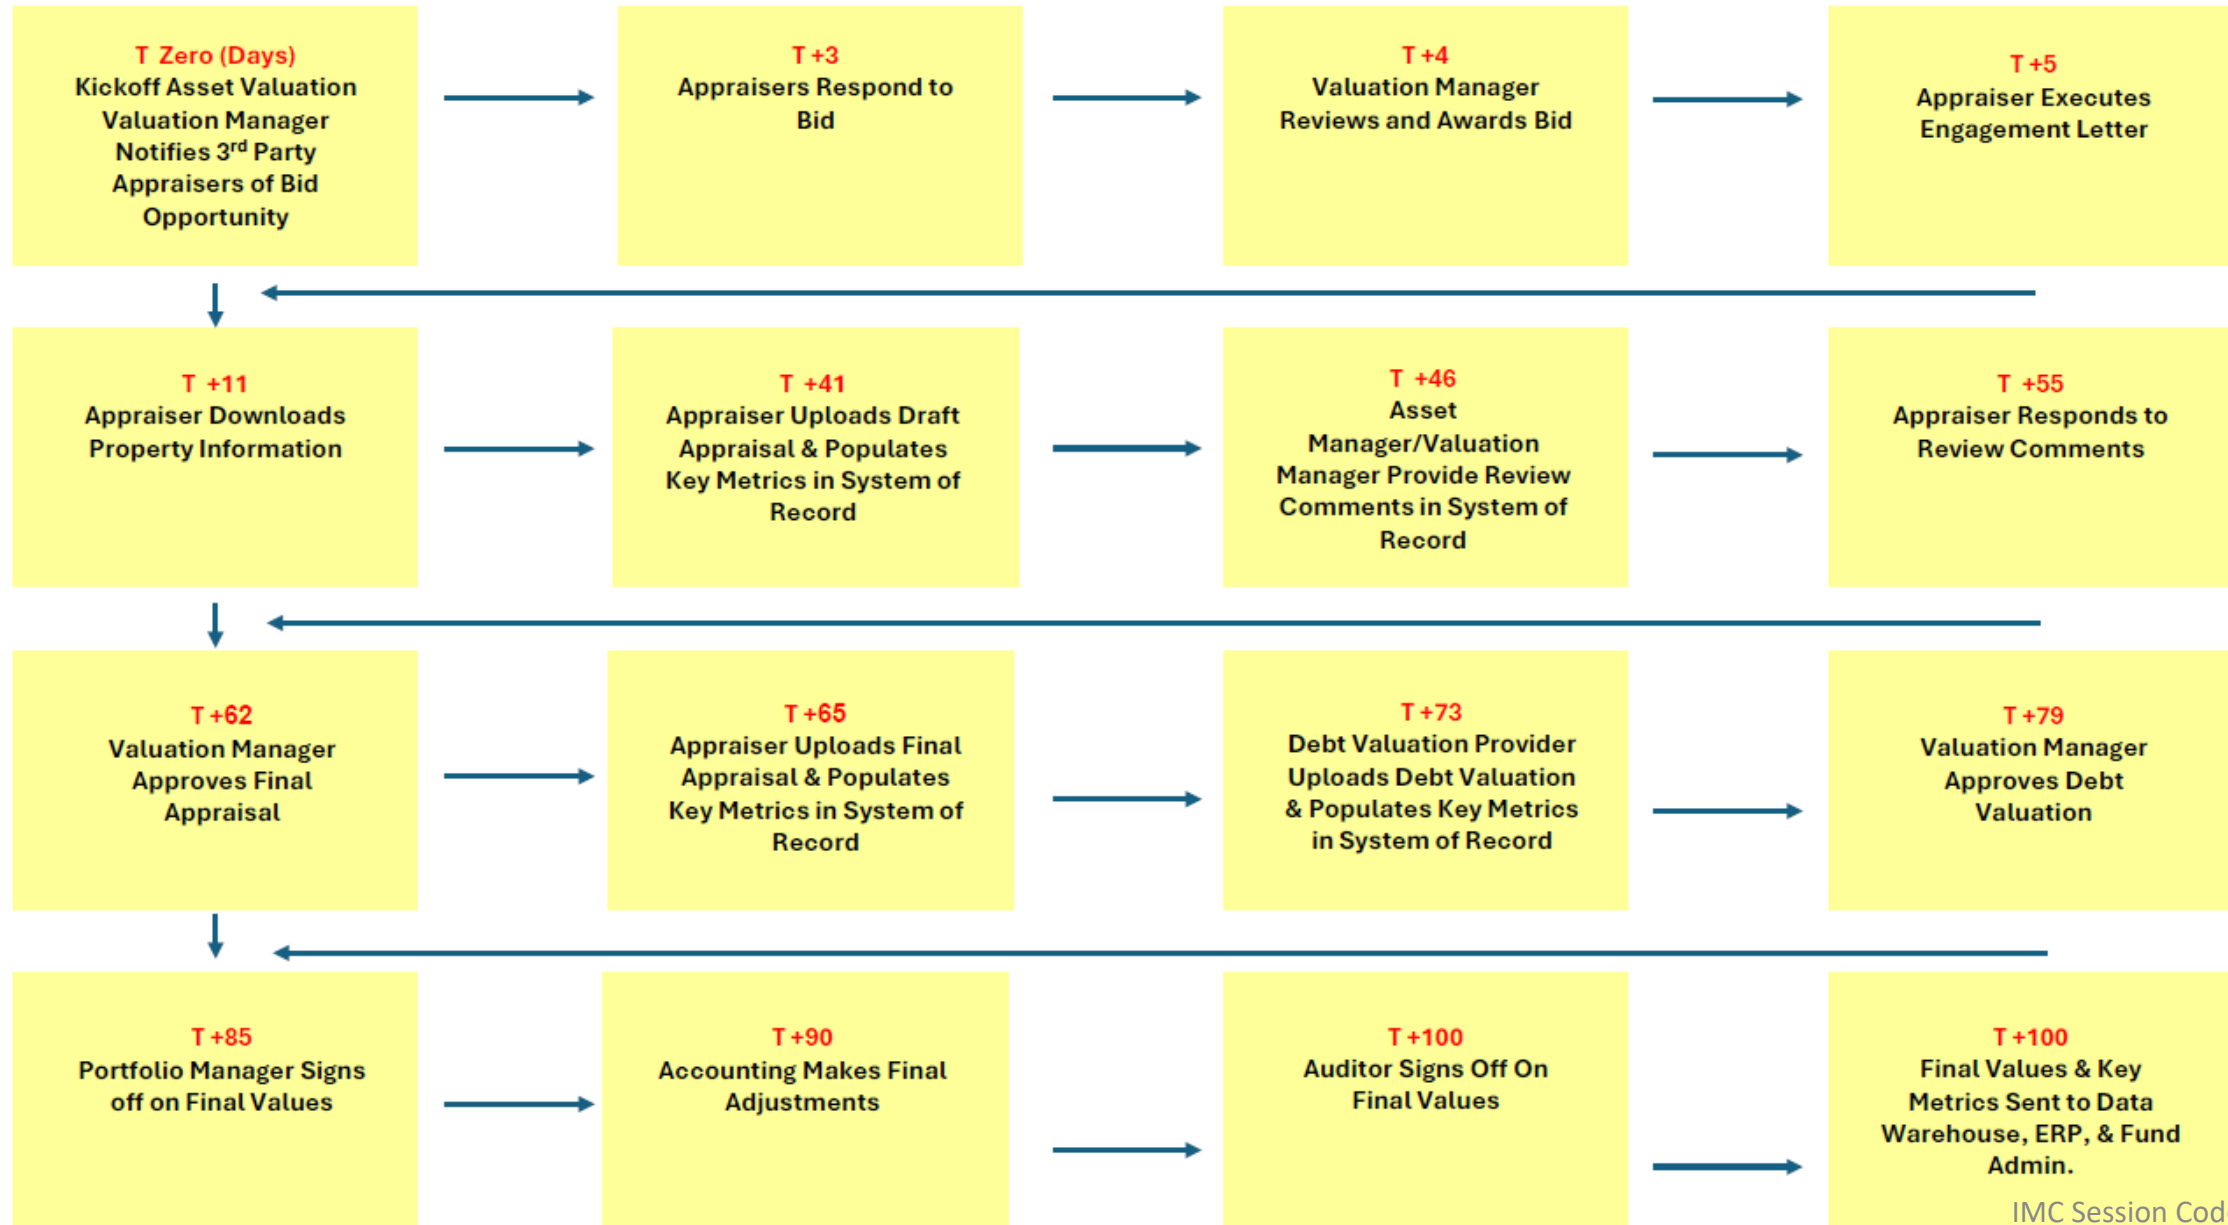 T Zero (Days)
Kickoff Asset Valuation
Valuation Manager
Notifies 3rd Party
Appraisers of Bid
Opportunity
T +3
Appraisers Respond to
Bid
T +4
Valuation Manager
Reviews and Awards Bid
T +5
Appraiser Executes
Engagement Letter
T +11
Appraiser Downloads
Property Information
T +41
Appraiser Uploads Draft
Appraisal & Populates
Key Metrics in System of
Record
T +46
Asset
Manager/Valuation
Manager Provide Review
Comments in System of
Record
T +55
Appraiser Responds to
Review Comments
T +62
Valuation Manager
Approves Final
Appraisal
T +65
Appraiser Uploads Final
Appraisal & Populates
Key Metrics in System of
Record
T +73
Debt Valuation Provider
Uploads Debt Valuation
& Populates Key Metrics
in System of Record
T +79
Valuation Manager
Approves Debt
Valuation
T +85
Portfolio Manager Signs
off on Final Values
T +90
Accounting Makes Final
Adjustments
T +100
Auditor Signs Off On
Final Values
T +100
Final Values & Key
Metrics Sent to Data
Warehouse, ERP, & Fund
Admin.
IMC Session